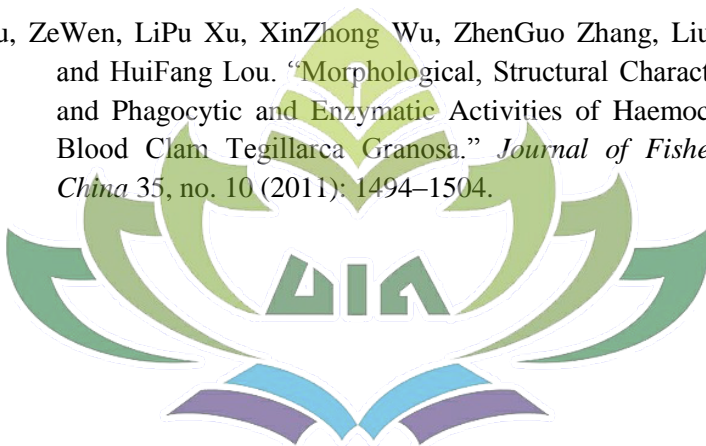 u, ZeWen, LiPu Xu, XinZhong Wu, ZhenGuo Zhang, Liu
and HuiFang Lou. “Morphological, Structural Charact
and Phagocytic and Enzymatic Activities of Haemoc
Blood Clam Tegillarca Granosa.” Journal of Fishe
China 35, no. 10 (2011): 1494–1504.
UIN